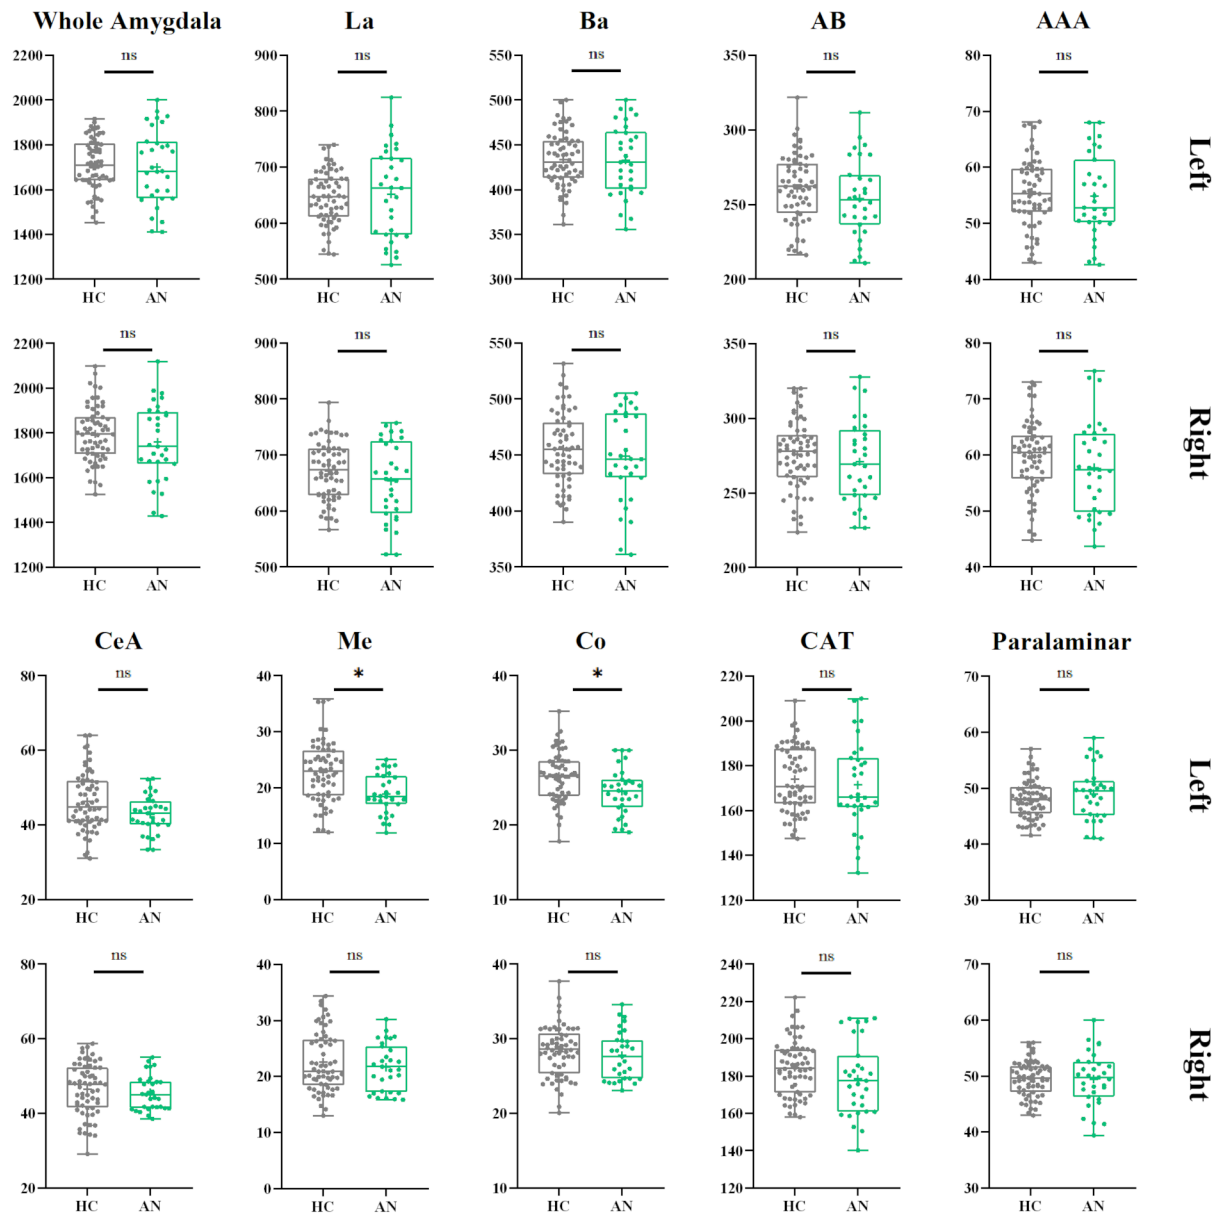 Whole Amygdala La Ba AB AAA
ns ns ns ns ns
2200 900 550 350 80
2000 800 500 300 70
1800 700 450 250 60
1600 600 400 200 50
1400 500 350 40
1200 300
HC AN HC AN HC AN HC AN HC AN
Left
ns ns ns ns ns
2200 900 550 350 80
2000 800 500 300 70
1800 700 450 250 60
1600 600 400 200 50
1400 500 350 40
1200
HC AN HC AN HC AN HC AN HC AN
Right
CeA Me Co CAT Paralaminar
ns * * ns ns
80 40 40 220 70
60 30 30 200 60
40 20 20 180 50
20 10 10 160 40
0 140 30
120
HC AN HC AN HC AN HC AN HC AN
Left
ns ns ns ns ns
80 40 40 240 70
60 30 30 220 60
40 20 20 200 50
20 10 10 180 40
0 160 30
140
120
HC AN HC AN HC AN HC AN HC AN
Right